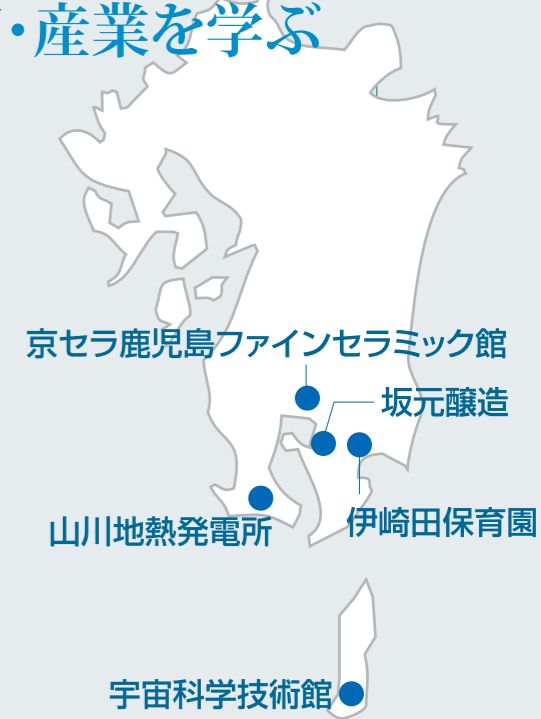 ・産業を学ぶ
京セラ鹿児島ファインセラミック館
坂元醸造
伊崎田保育園
山川地熱発電所
宇宙科学技術館